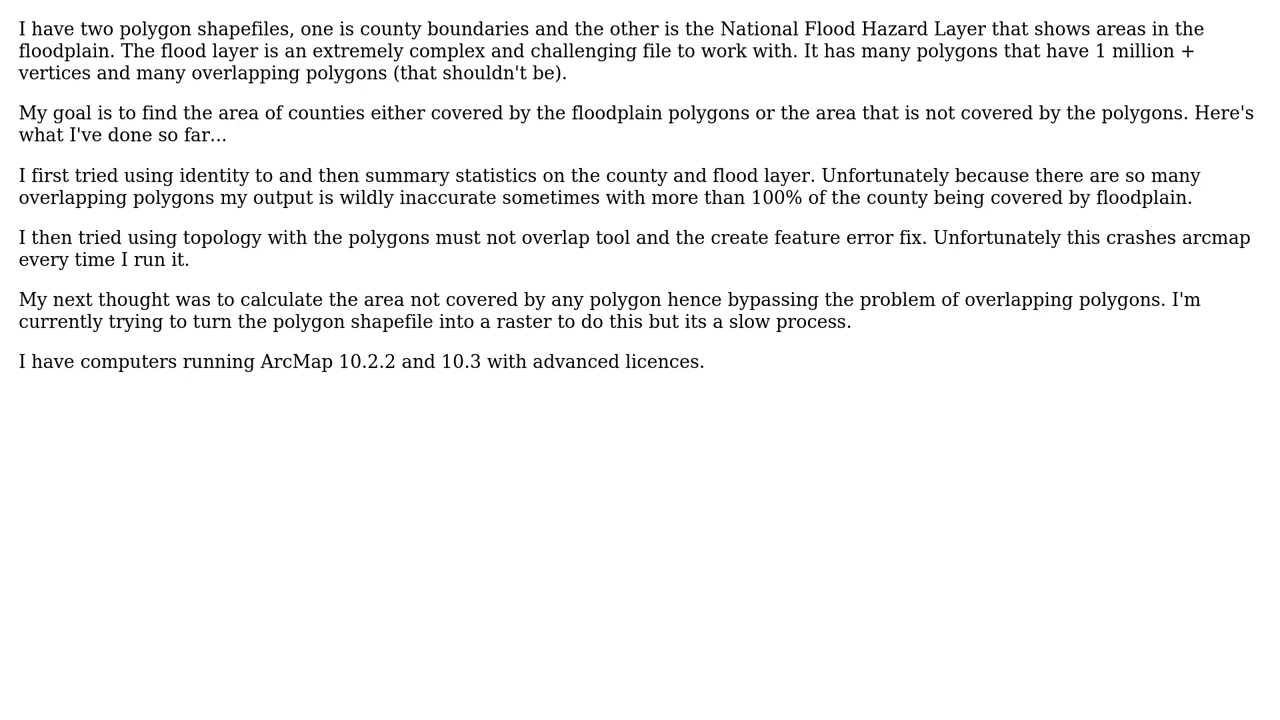 I have two polygon shapefiles, one is county boundaries and the other is the National Flood Hazard Layer that shows areas in the
floodplain. The flood layer is an extremely complex and challenging file to work with. It has many polygons that have 1 million +
vertices and many overlapping polygons (that shouldn't be).
My goal is to find the area of counties either covered by the floodplain polygons or the area that is not covered by the polygons. Here's
what I've done so far...
I first tried using identity to and then summary statistics on the county and flood layer. Unfortunately because there are so many
overlapping polygons my output is wildly inaccurate sometimes with more than 100% of the county being covered by floodplain.
I then tried using topology with the polygons must not overlap tool and the create feature error fix. Unfortunately this crashes arcmap
every time I run it.
My next thought was to calculate the area not covered by any polygon hence bypassing the problem of overlapping polygons. I'm
currently trying to turn the polygon shapefile into a raster to do this but its a slow process.
I have computers running ArcMap 10.2.2 and 10.3 with advanced licences.